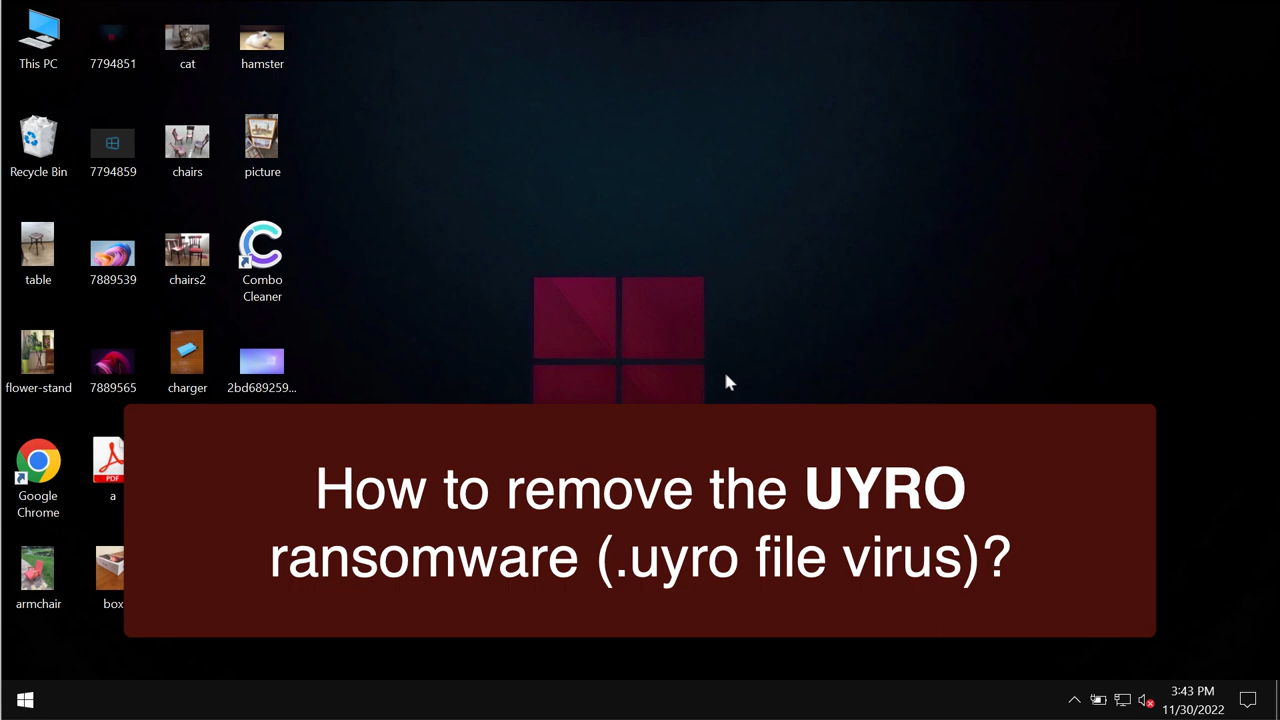 This PC
7794851
cat
hamster
Recycle Bin
7794859
chairs
picture
table
7889539
chairs2
Combo
Cleaner
flower-stand
7889565
charger
2bd689259...
Google
Chrome
PDF
a
armchair
box
How to remove the UYRO
ransomware (.uyro file virus)?
3:43 PM
11/30/2022